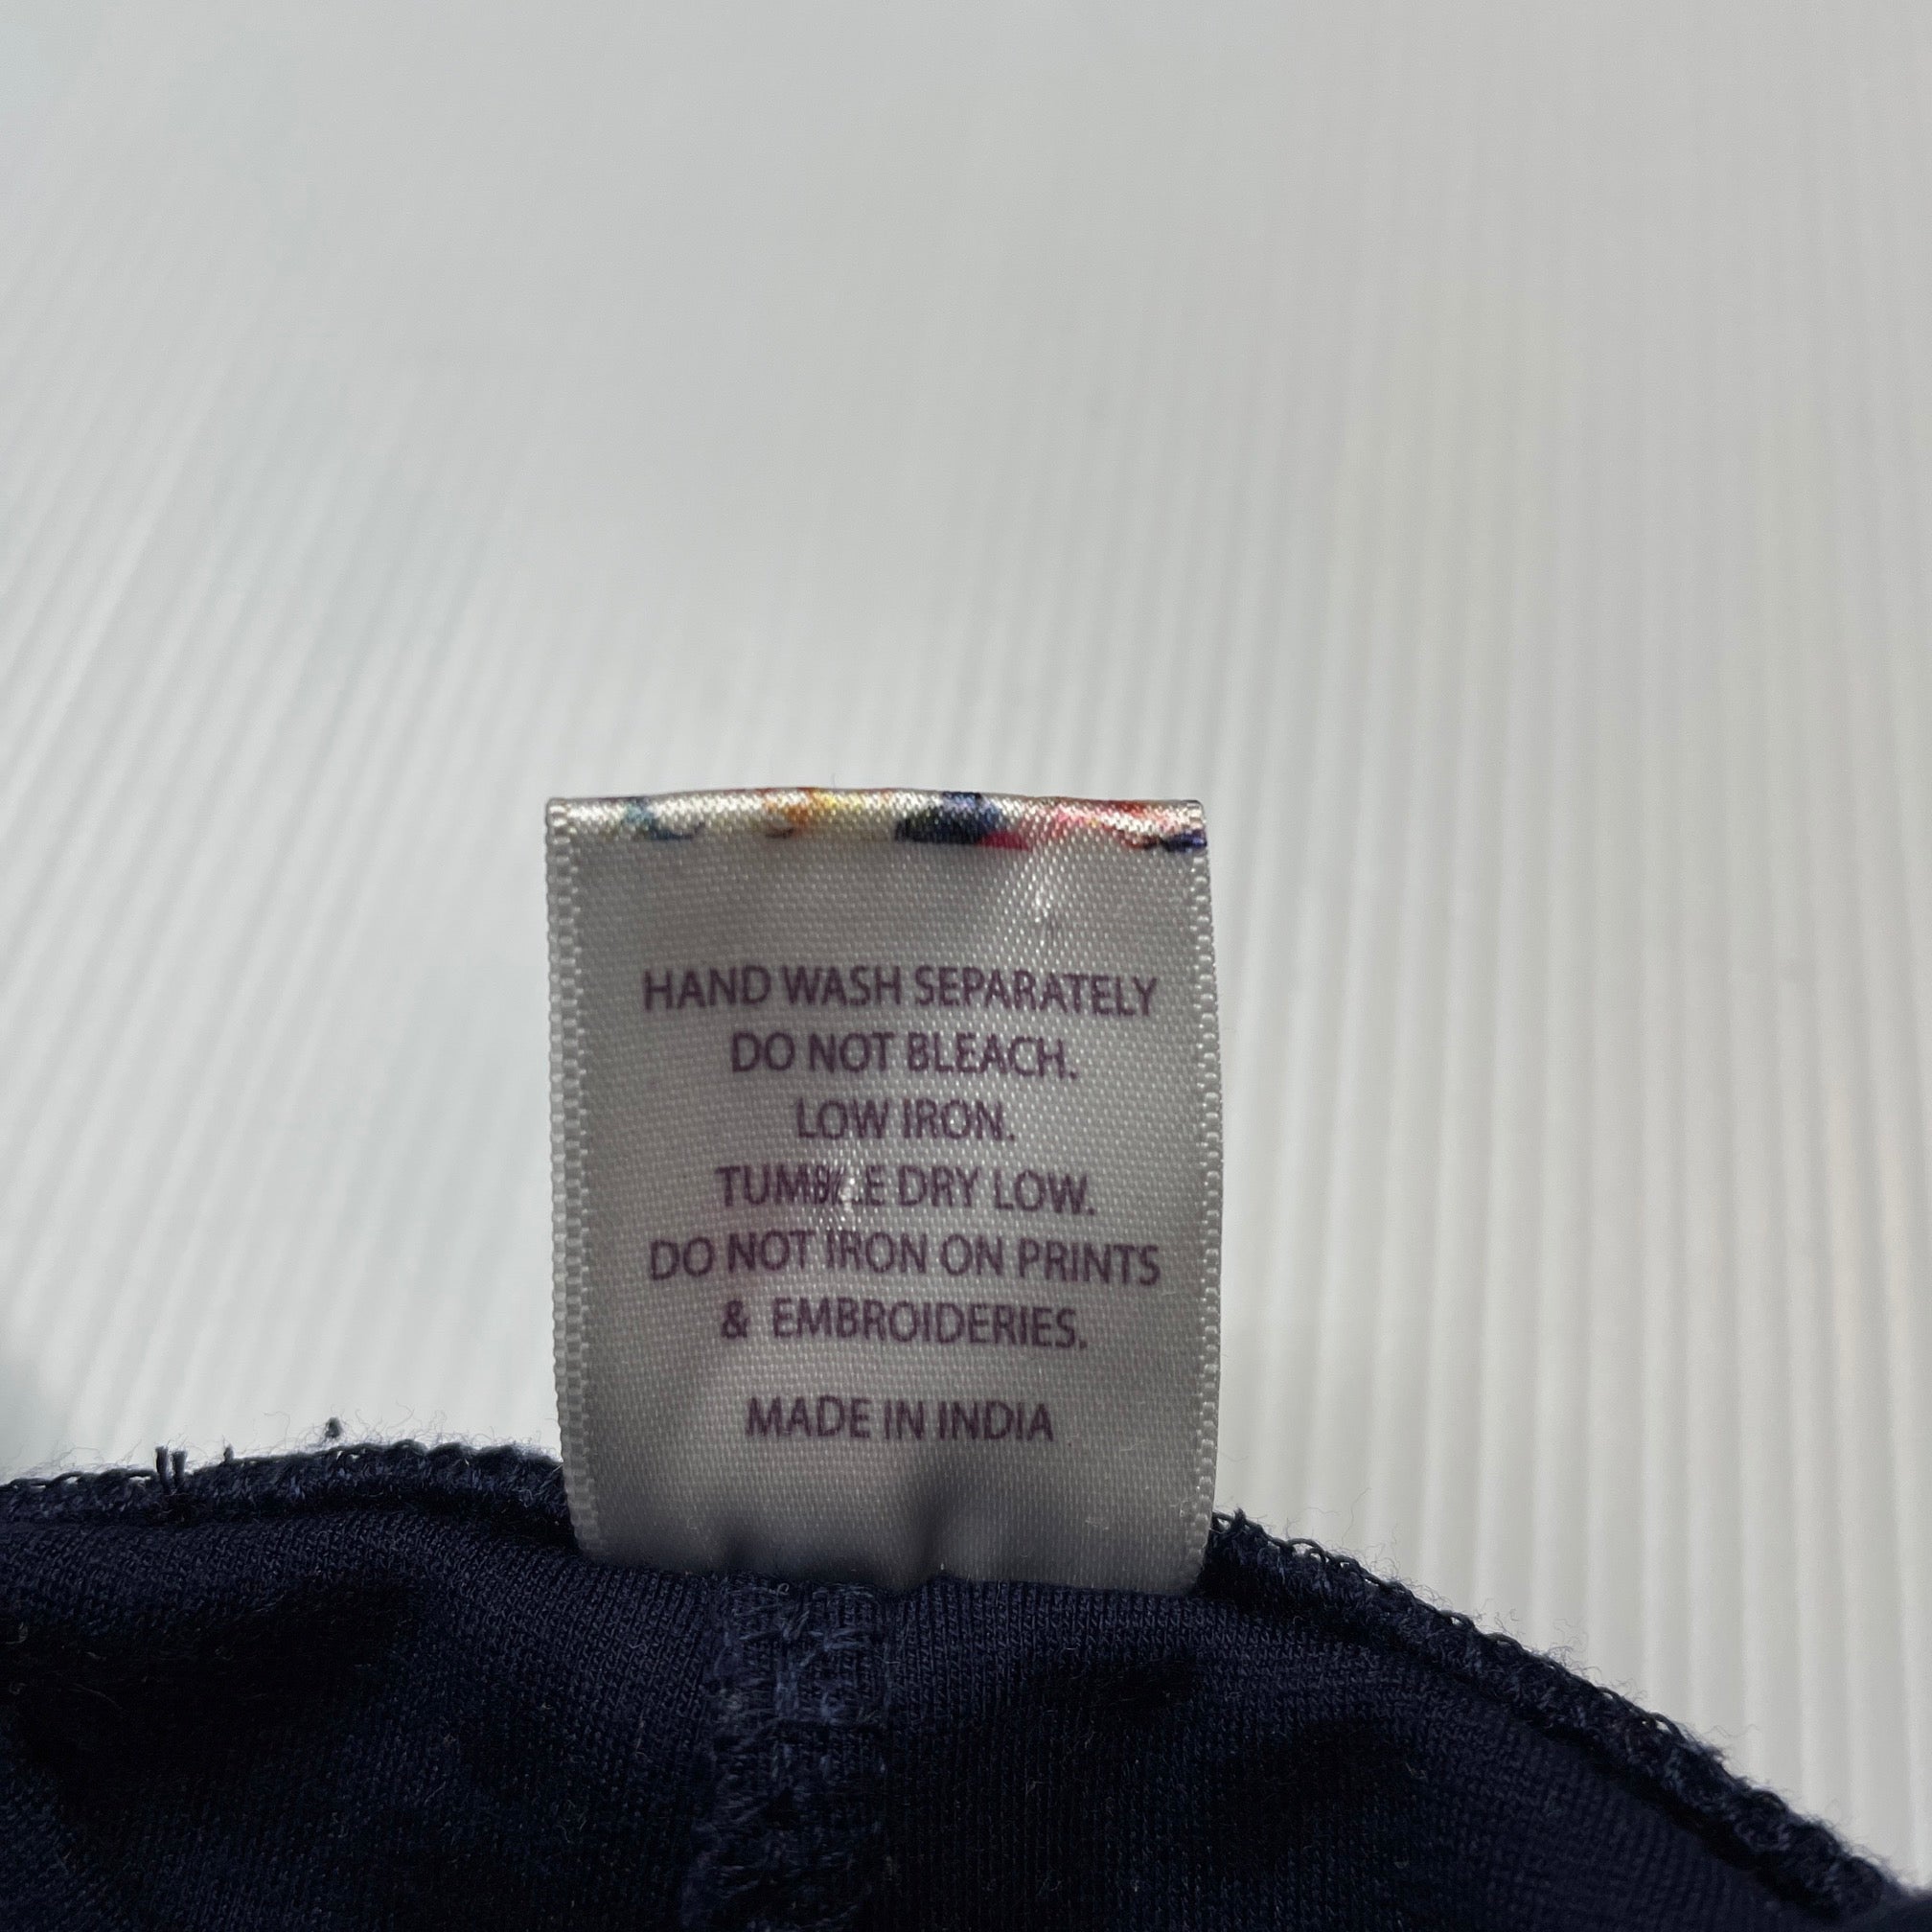 HAND WASH SEPARATELY
DO NOT BLEACH.
LOW IRON.
TUMBLE DRY LOW.
DO NOT IRON ON PRINTS
& EMBROIDERIES.
MADE IN INDIA